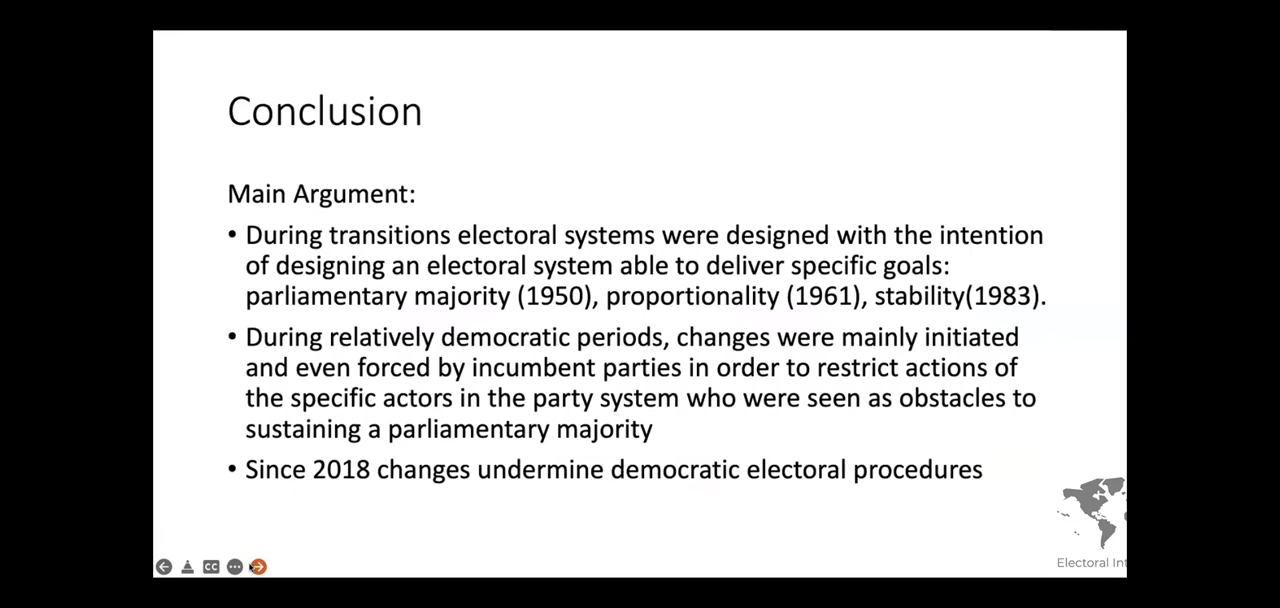 Conclusion
Main Argument:
• During transitions electoral systems were designed with the intention
of designing an electoral system able to deliver specific goals:
parliamentary majority (1950), proportionality (1961), stability(1983).
• During relatively democratic periods, changes were mainly initiated
and even forced by incumbent parties in order to restrict actions of
the specific actors in the party system who were seen as obstacles to
sustaining a parliamentary majority
• Since 2018 changes undermine democratic electoral procedures
Electoral Int
CC